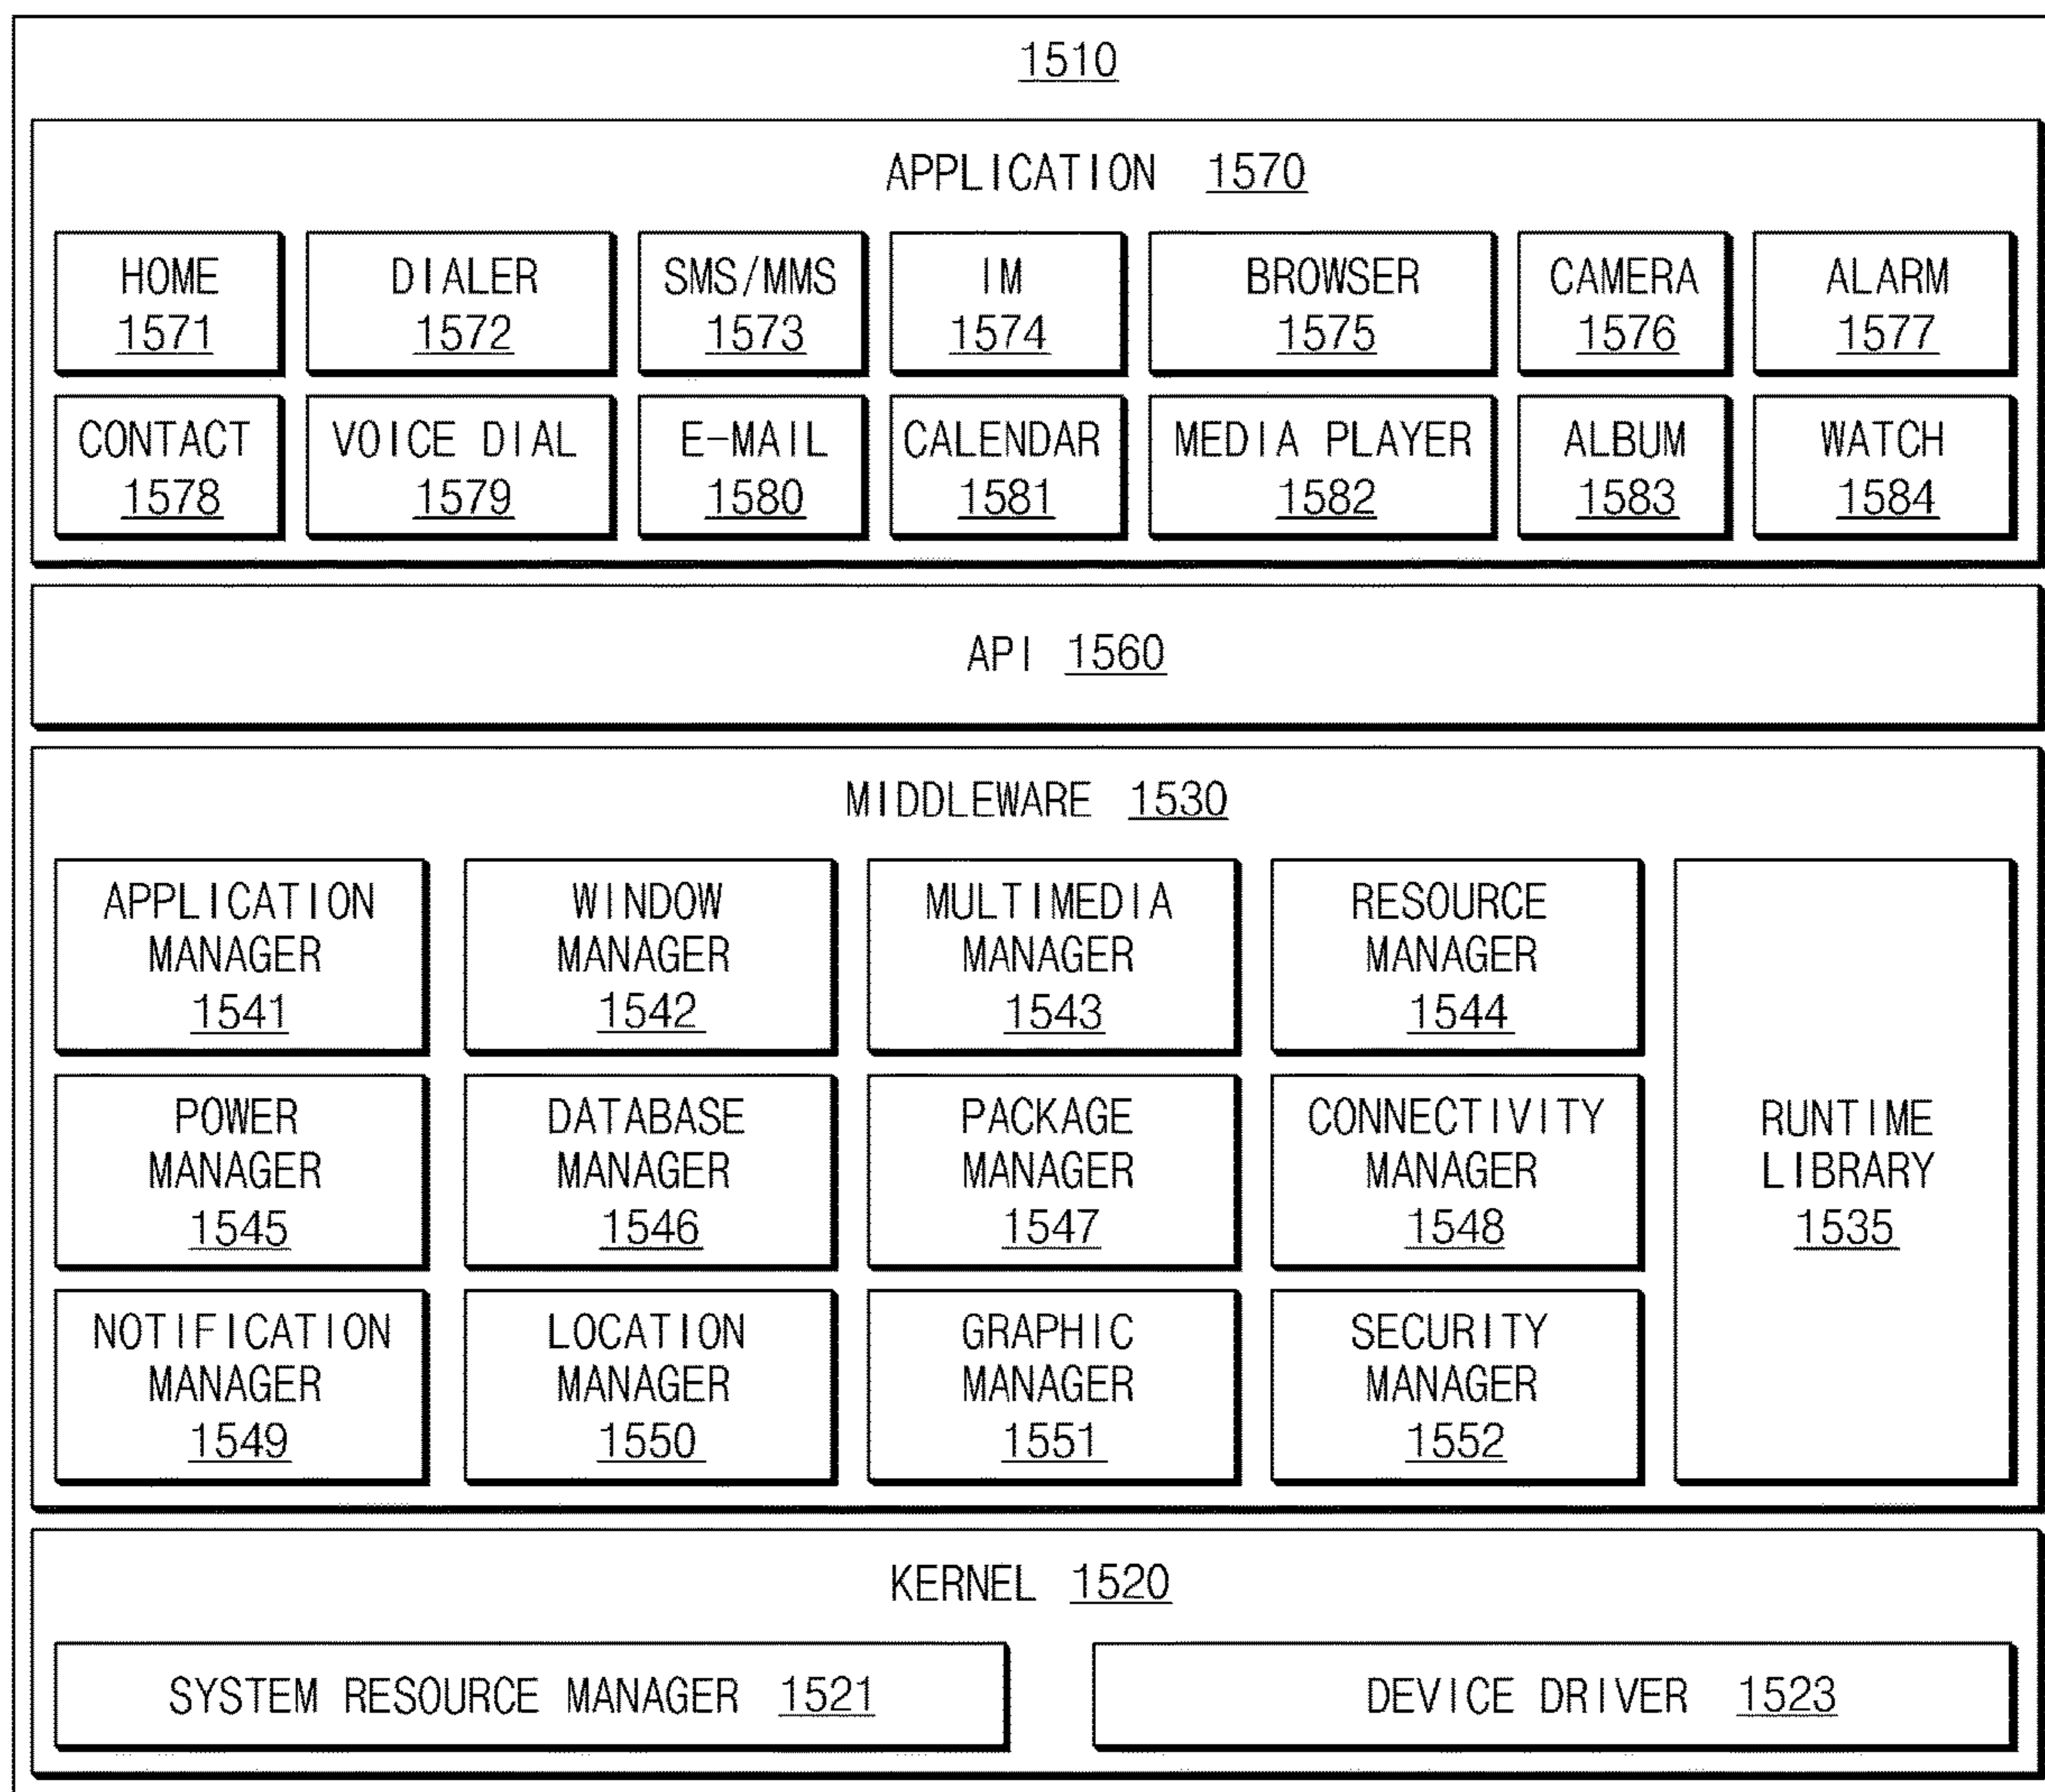 1510
APPLICATION 1570
HOME DIALER SMS/MMS IM BROWSER CAMERA ALARM
1571 1572 1573 1574 1575 1576 1577
CONTACT VOICE DIAL E-MAIL CALENDAR MEDIA PLAYER ALBUM WATCH
1578 1579 1580 1581 1582 1583 1584
API 1560
MIDDLEWARE 1530
APPLICATION WINDOW MULTIMEDIA RESOURCE
MANAGER MANAGER MANAGER MANAGER
1541 1542 1543 1544
POWER DATABASE PACKAGE CONNECTIVITY RUNTIME
MANAGER MANAGER MANAGER MANAGER LIBRARY
1545 1546 1547 1548 1535
NOTIFICATION LOCATION GRAPHIC SECURITY
MANAGER MANAGER MANAGER MANAGER
1549 1550 1551 1552
KERNEL 1520
SYSTEM RESOURCE MANAGER 1521 DEVICE DRIVER 1523